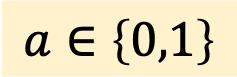 a ∈ {0,1}